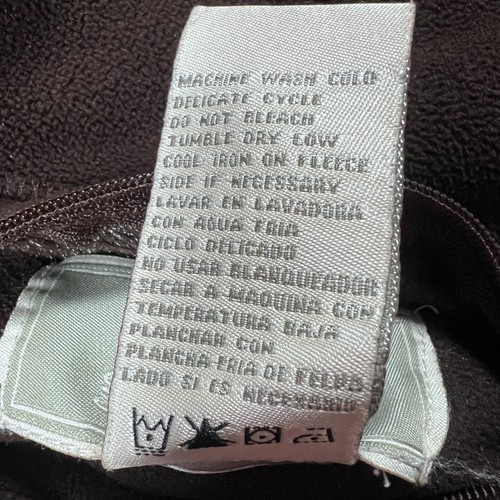 MACHINE WASH COLD
DELICATE CYCLE
DO NOT BLEACH
TUMBLE DRY LOW
COOL IRON ON FLEECE
SIDE IF NECESSARY
LAVAR EN LAVADORA
CON AGUA FRIA
CICLO DELICADO
NO USAR BLANQUEADOR
SECAR A MAQUINA CON
TEMPERATURA BAJA
PLANCHAR CON
PLANCHA FRIA DE FELPA
LADO SI ES NECESARIO